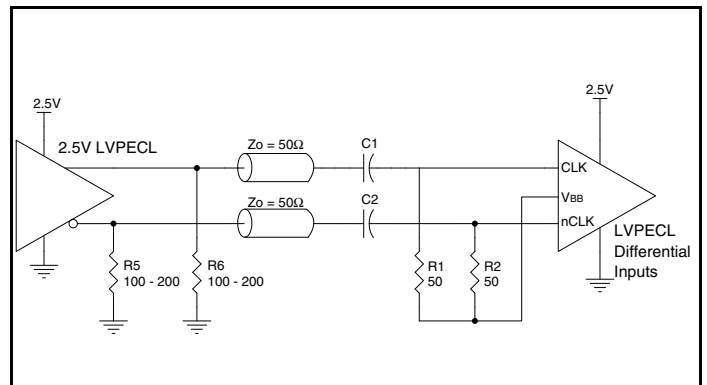 2.5V
2.5V
2.5V LVPECL
Zo = 50Ω
C1
CLK
Zo = 50Ω
C2
VBB
nCLK
LVPECL
Differential
Inputs
R5
100 - 200
R6
100 - 200
R1
50
R2
50